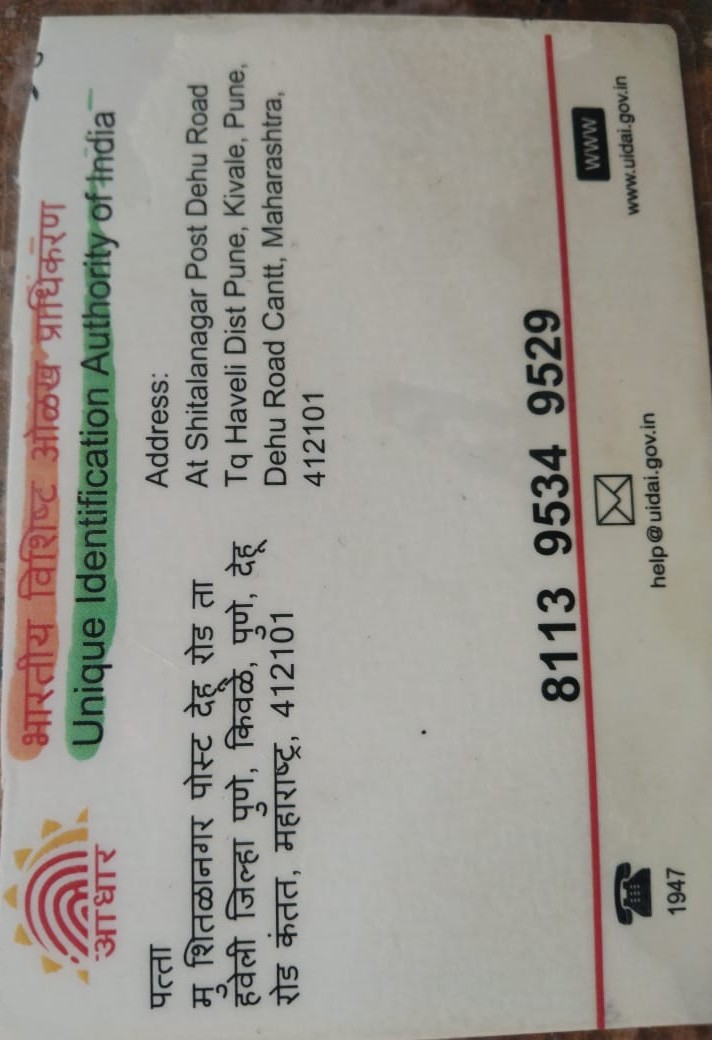 भारतीय विशिष्ट ओळख प्राधिकरण
Unique Identification Authority of India
आधार
पत्ता
मु शितळानगर पोस्ट देहू रोड ता
हवेली जिल्हा पुणे, किवळे, पुणे, देहू
रोड कंतत, महाराष्ट्र, 412101
Address:
At Shitalanagar Post Dehu Road
Tq Haveli Dist Pune, Kivale, Pune,
Dehu Road Cantt, Maharashtra,
412101
8113 9534 9529
1947
help@uidai.gov.in
WWW
www.uidai.gov.in